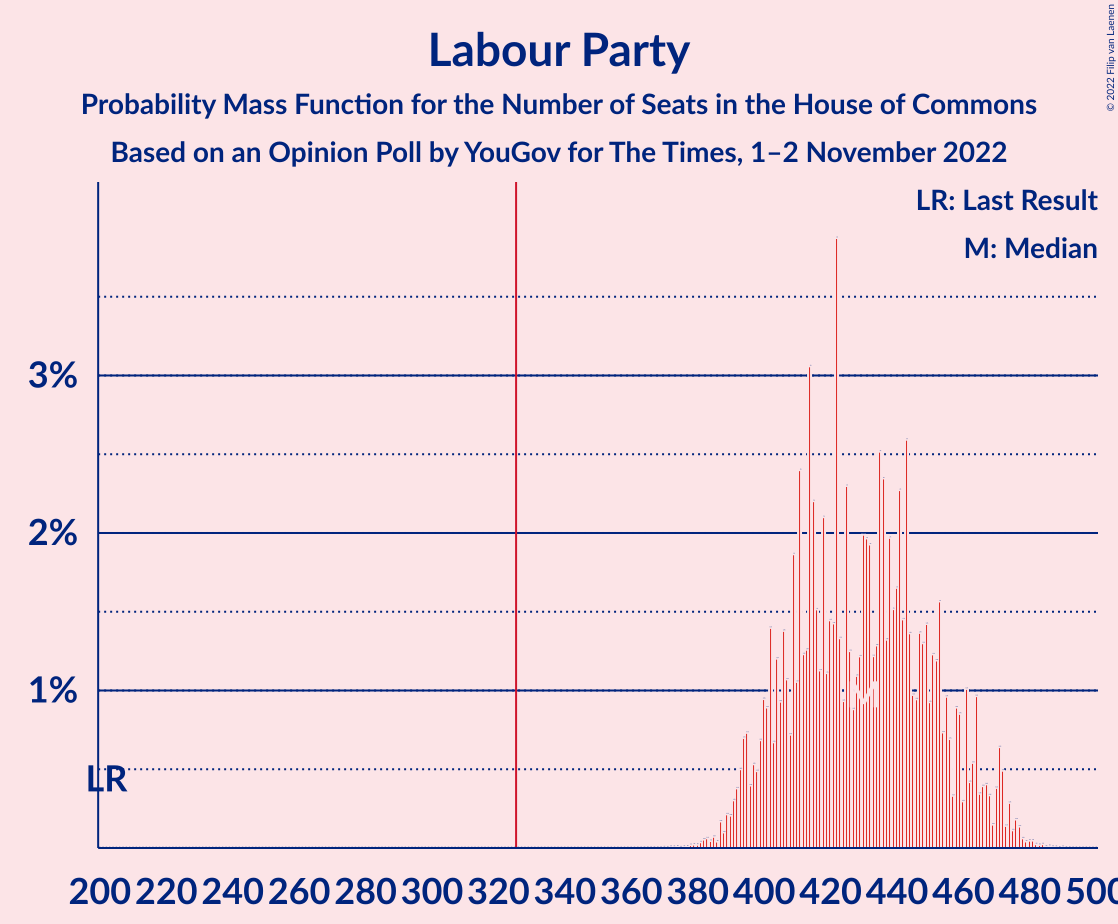 Labour Party
Probability Mass Function for the Number of Seats in the House of Commons
Based on an Opinion Poll by YouGov for The Times, 1–2 November 2022
© 2022 Filip van Laenen
LR: Last Result
M: Median
3%
2%
1%
LR
200 220 240 260 280 300 320 340 360 380 400 420 440 460 480 500